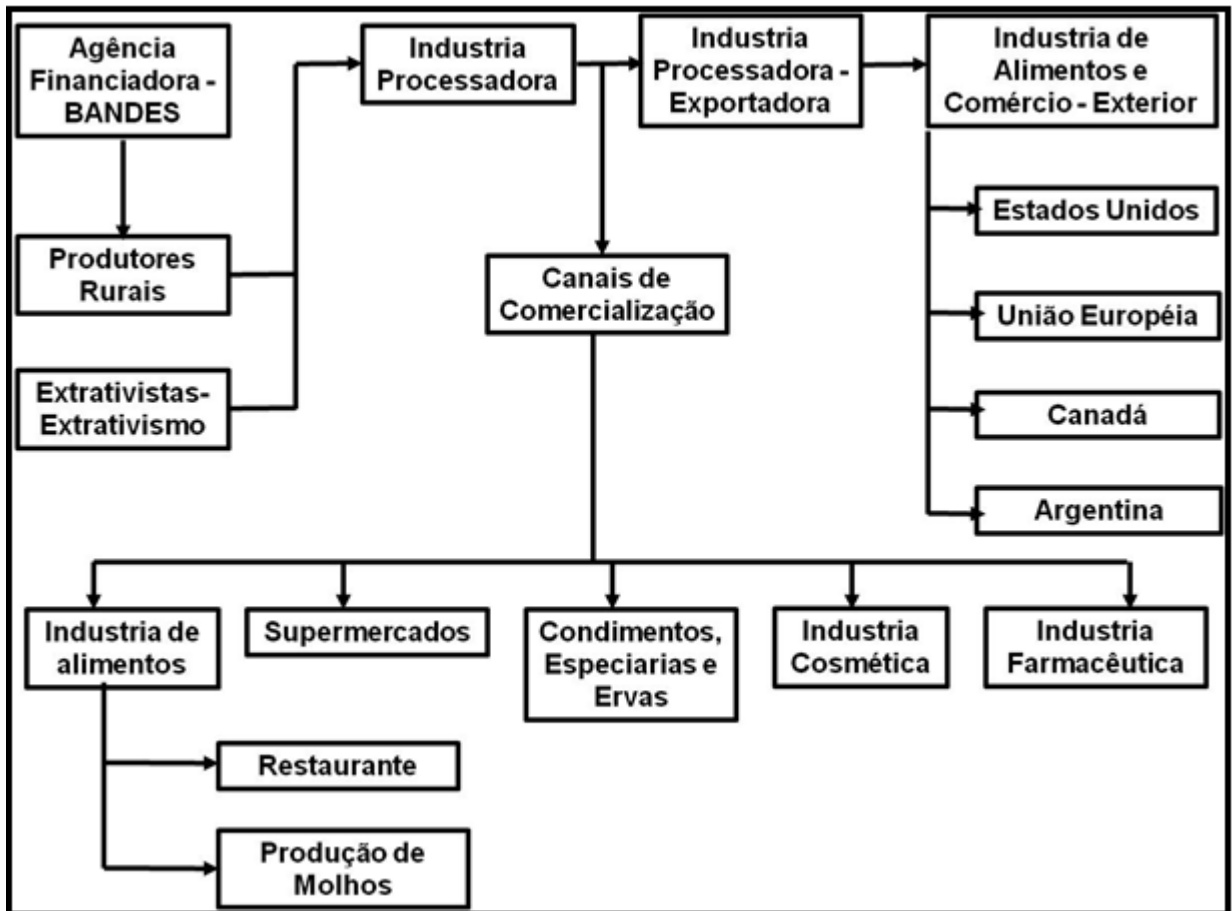 Agência
Financiadora -
BANDES
Industria
Processadora
Industria
Processadora -
Exportadora
Industria de
Alimentos e
Comércio - Exterior
Estados Unidos
Produtores
Rurais
Canais de
Comercialização
União Européia
Extrativistas-
Extrativismo
Canadá
Argentina
Industria de
alimentos
Supermercados
Condimentos,
Especiarias e
Ervas
Industria
Cosmética
Industria
Farmacêutica
Restaurante
Produção de
Molhos